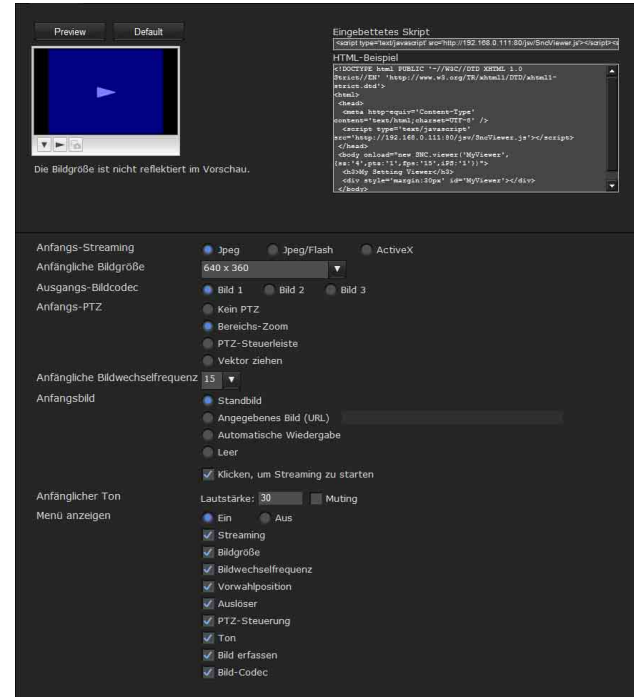 Preview Default
Eingebettetes Skript
<script type='text/javascript' src='http://192.168.0.111:80/jsv/SncViewer.js'></script><s
HTML-Beispiel
<!DOCTYPE html PUBLIC '-//W3C//DTD XHTML 1.0
Strict//EN' 'http://www.w3.org/TR/xhtml1/DTD/xhtml1-
strict.dtd'>
<html>
<head>
<meta http-equiv='Content-Type'
content='text/html;charset=UTF-8' />
<script type='text/javascript'
src='http://192.168.0.111:80/jsv/SncViewer.js'></script>
</head>
<body onload="new SNC.viewer('MyViewer',
{ss:'4',ptz:'1',fps:'15',iPS:'1'})">
<h3>My Setting Viewer</h3>
<div style='margin:30px' id='MyViewer'></div>
</body>
Die Bildgröße ist nicht reflektiert im Vorschau.
Anfangs-Streaming Jpeg Jpeg/Flash ActiveX
Anfängliche Bildgröße 640 x 360
Ausgangs-Bildcodec Bild 1 Bild 2 Bild 3
Anfangs-PTZ Kein PTZ
Bereichs-Zoom
PTZ-Steuerleiste
Vektor ziehen
Anfängliche Bildwechselfrequenz 15
Anfangsbild Standbild
Angegebenes Bild (URL)
Automatische Wiedergabe
Leer
Klicken, um Streaming zu starten
Anfänglicher Ton Lautstärke: 30 Muting
Menü anzeigen Ein Aus
Streaming
Bildgröße
Bildwechselfrequenz
Vorwahlposition
Auslöser
PTZ-Steuerung
Ton
Bild erfassen
Bild-Codec